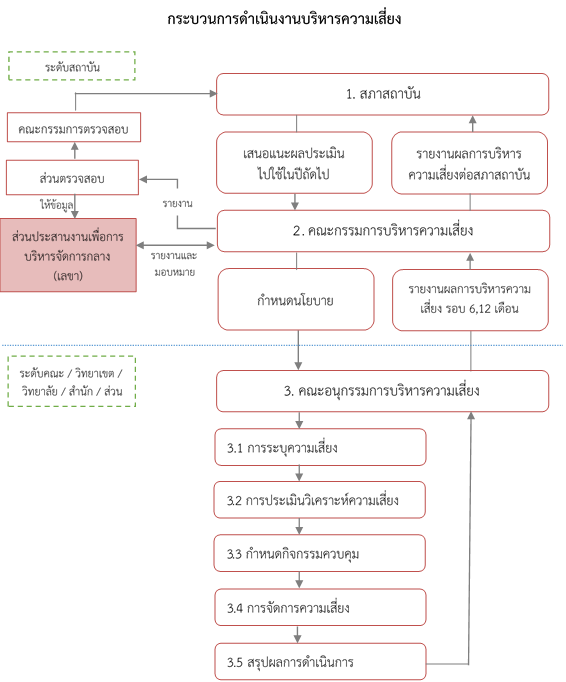 กระบวนการดำเนินงานบริหารความเสี่ยง
ระดับสถาบัน
1. สภาสถาบัน
คณะกรรมการตรวจสอบ
เสนอแนะผลประเมิน
ไปใช้ในปีถัดไป
รายงานผลการบริหาร
ความเสี่ยงต่อสภาสถาบัน
ส่วนตรวจสอบ
ให้ข้อมูล
รายงาน
2. คณะกรรมการบริหารความเสี่ยง
ส่วนประสานงานเพื่อการ
บริหารจัดการกลาง
(เลขา)
รายงานและ
มอบหมาย
กำหนดนโยบาย
รายงานผลการบริหารความ
เสี่ยง รอบ 6,12 เดือน
ระดับคณะ / วิทยาเขต /
วิทยาลัย / สำนัก / ส่วน
3. คณะอนุกรรมการบริหารความเสี่ยง
3.1 การระบุความเสี่ยง
3.2 การประเมินวิเคราะห์ความเสี่ยง
3.3 กำหนดกิจกรรมควบคุม
3.4 การจัดการความเสี่ยง
3.5 สรุปผลการดำเนินการ